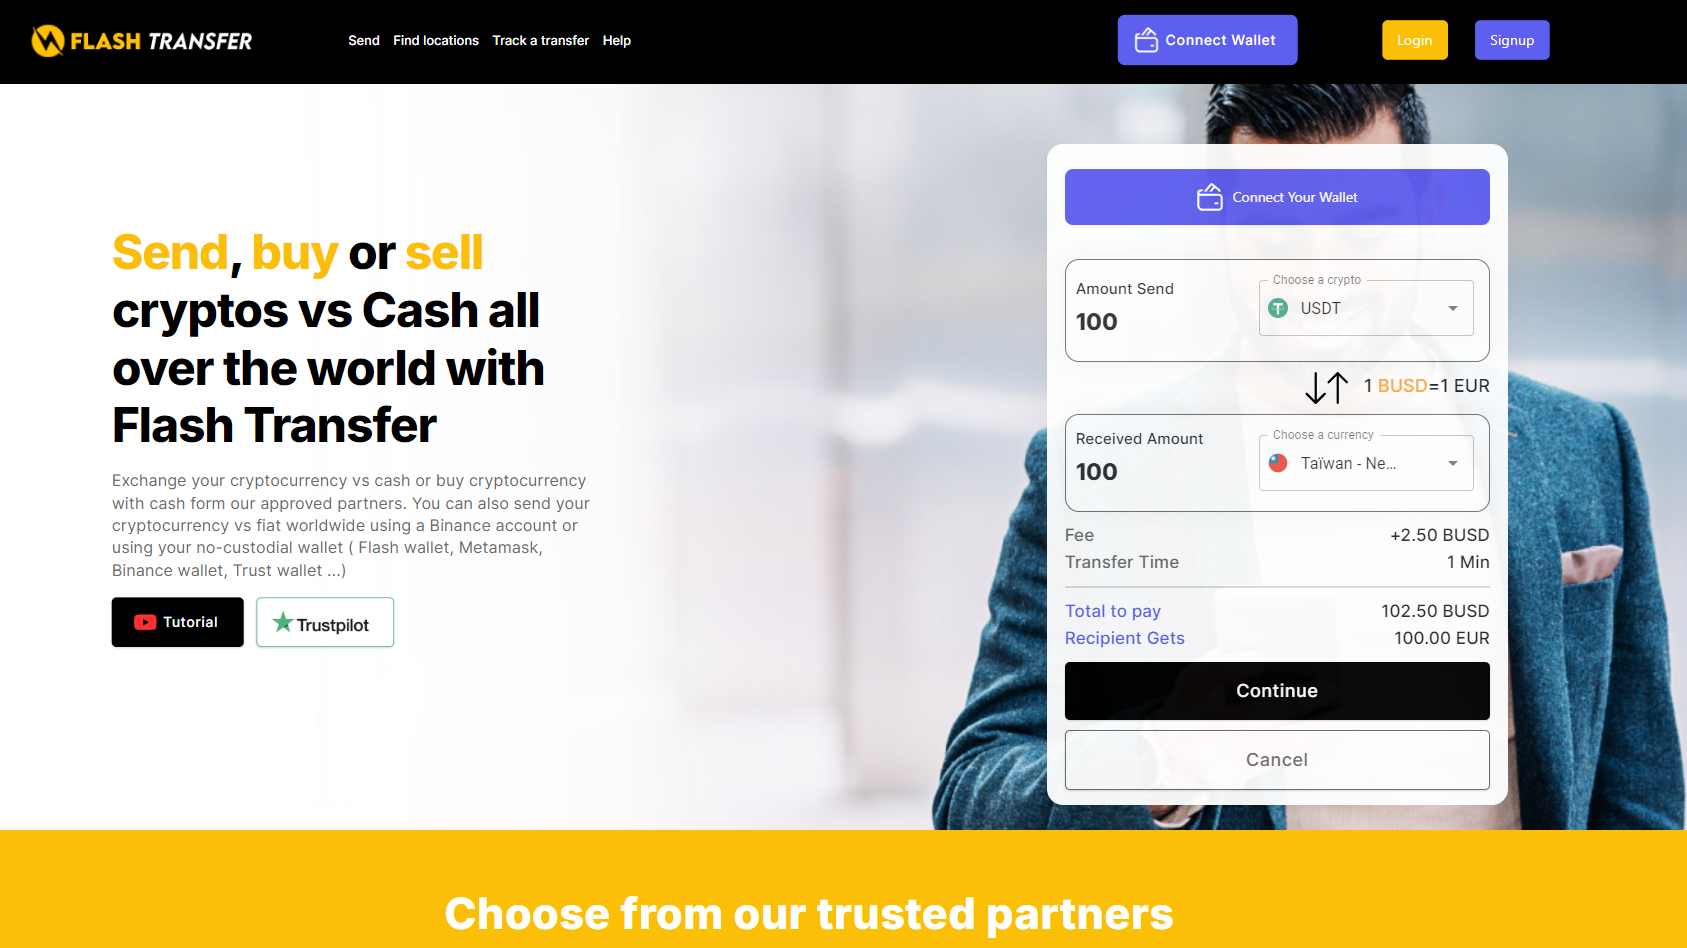 FLASH TRANSFER
Send Find locations Track a transfer Help
Connect Wallet
Login
Signup
Send, buy or sell
cryptos vs Cash all
over the world with
Flash Transfer
Exchange your cryptocurrency vs cash or buy cryptocurrency
with cash form our approved partners. You can also send your
cryptocurrency vs fiat worldwide using a Binance account or
using your no-custodial wallet ( Flash wallet, Metamask,
Binance wallet, Trust wallet ...)
Tutorial
Trustpilot
Connect Your Wallet
Amount Send
100
Choose a crypto
USDT
1 BUSD=1 EUR
Received Amount
100
Choose a currency
Taïwan - Ne...
Fee +2.50 BUSD
Transfer Time 1 Min
Total to pay 102.50 BUSD
Recipient Gets 100.00 EUR
Continue
Cancel
Choose from our trusted partners